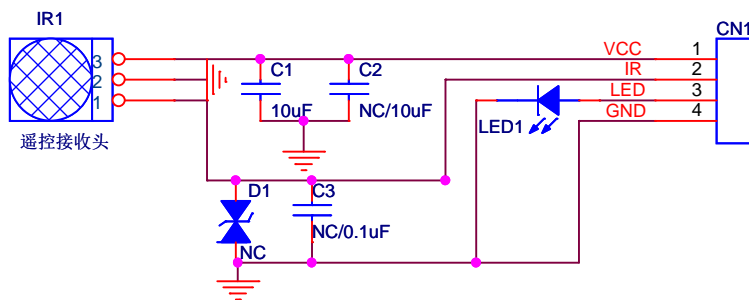 IR1
3
2
1
遥控接收头
C1
10uF
C2
NC/10uF
VCC
IR
LED
GND
CN1
1
2
3
4
LED1
D1
NC
C3
NC/0.1uF